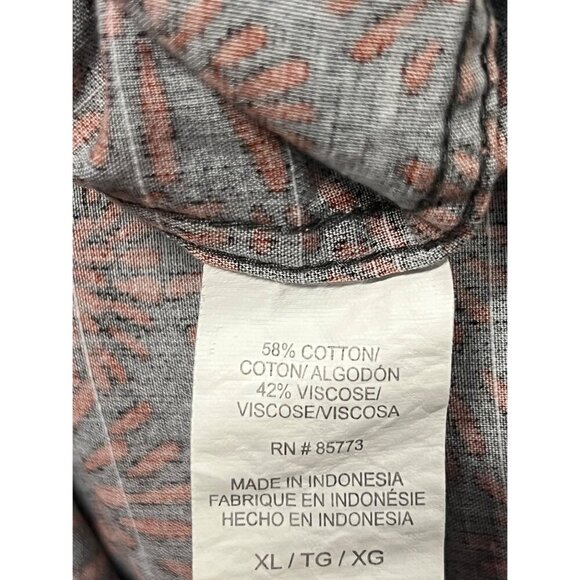 58% COTTON/
COTON/ ALGODÓN
42% VISCOSE/
VISCOSE/VISCOSA
RN # 85773
MADE IN INDONESIA
FABRIQUE EN INDONÉSIE
HECHO EN INDONESIA
XL / TG / XG